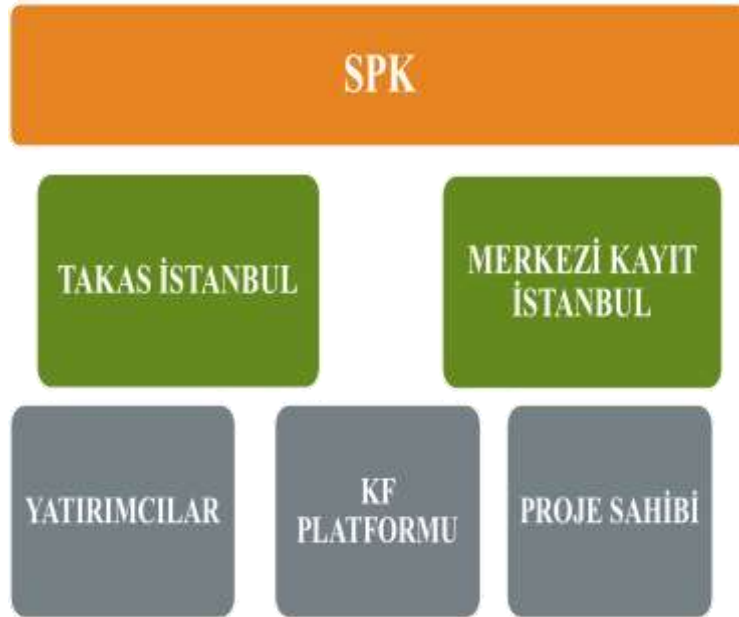 SPK
TAKAS İSTANBUL
MERKEZİ KAYIT
İSTANBUL
YATIRIMCILAR
KF
PLATFORMU
PROJE SAHİBİ